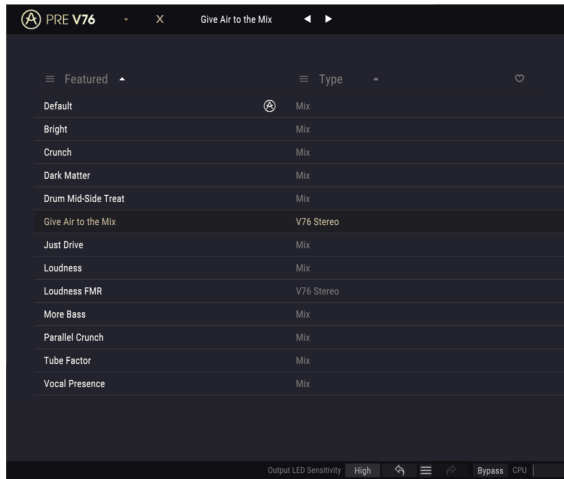 PRE V76 X Give Air to the Mix
Featured Type
Default Mix
Bright Mix
Crunch Mix
Dark Matter Mix
Drum Mid-Side Treat Mix
Give Air to the Mix V76 Stereo
Just Drive Mix
Loudness Mix
Loudness FMR V76 Stereo
More Bass Mix
Parallel Crunch Mix
Tube Factor Mix
Vocal Presence Mix
Output LED Sensitivity High Bypass CPU